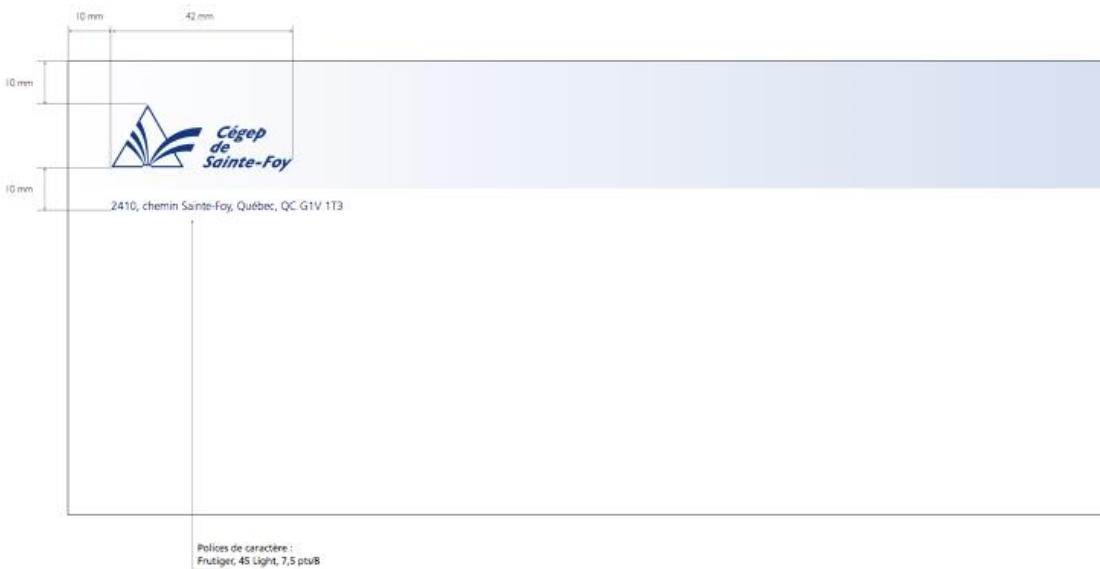 10 mm 42 mm
10 mm
Cégep
de
Sainte-Foy
10 mm
2410, chemin Sainte-Foy, Québec, QC G1V 1T3
Polices de caractère :
Frutiger, 45 Light, 7,5 pts/8